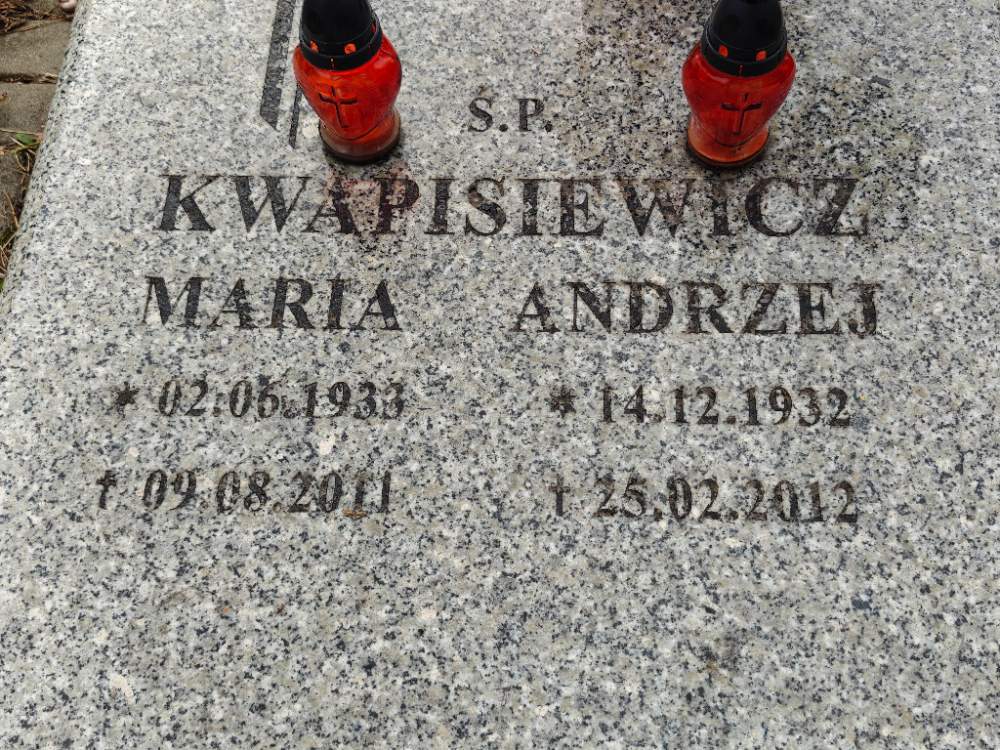 Ś.P.
KWAPISIEWICZ
MARIA ANDRZEJ
* 02.06.1933 * 14.12.1932
† 09.08.2011 † 25.02.2012